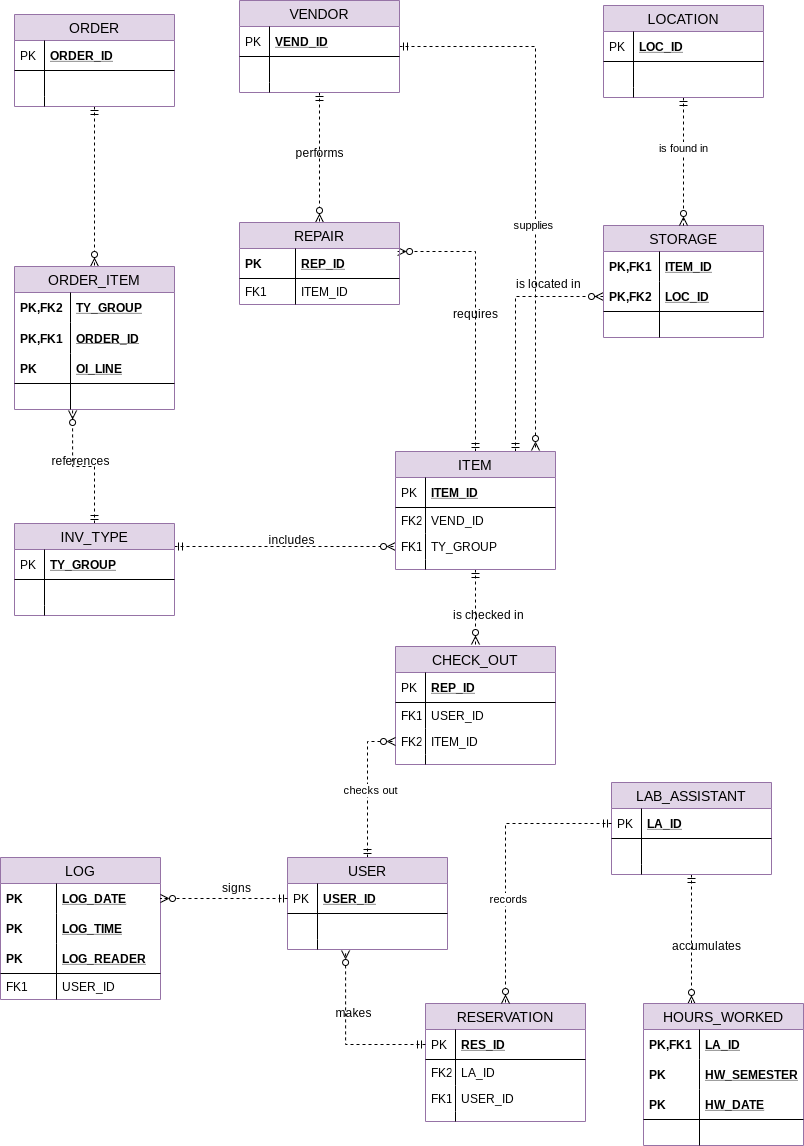 ORDER
PK ORDER_ID
VENDOR
PK VEND_ID
LOCATION
PK LOC_ID
performs
supplies
is found in
ORDER_ITEM
PK,FK2 TY_GROUP
PK,FK1 ORDER_ID
PK OI_LINE
REPAIR
PK REP_ID
FK1 ITEM_ID
STORAGE
PK,FK1 ITEM_ID
PK,FK2 LOC_ID
is located in
requires
references
INV_TYPE
PK TY_GROUP
includes
ITEM
PK ITEM_ID
FK2 VEND_ID
FK1 TY_GROUP
is checked in
CHECK_OUT
PK REP_ID
FK1 USER_ID
FK2 ITEM_ID
checks out
LAB_ASSISTANT
PK LA_ID
LOG
PK LOG_DATE
PK LOG_TIME
PK LOG_READER
FK1 USER_ID
signs
USER
PK USER_ID
records
accumulates
makes
RESERVATION
PK RES_ID
FK2 LA_ID
FK1 USER_ID
HOURS_WORKED
PK,FK1 LA_ID
PK HW_SEMESTER
PK HW_DATE